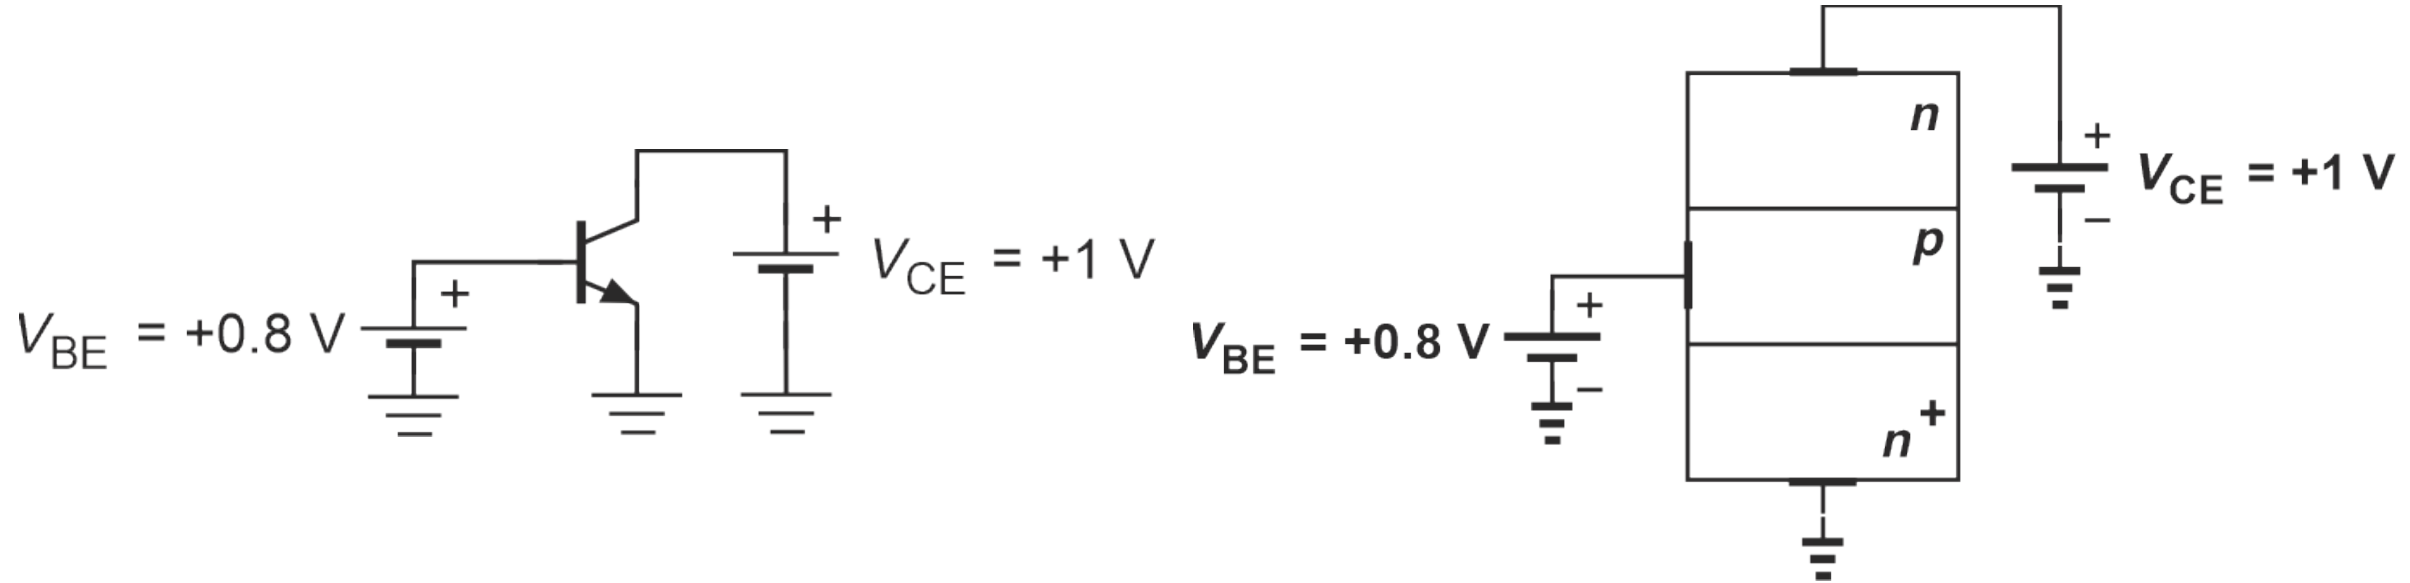 +
V_CE = +1 V
+
V_BE = +0.8 V
n
+
V_CE = +1 V
−
p
+
V_BE = +0.8 V
−
n+